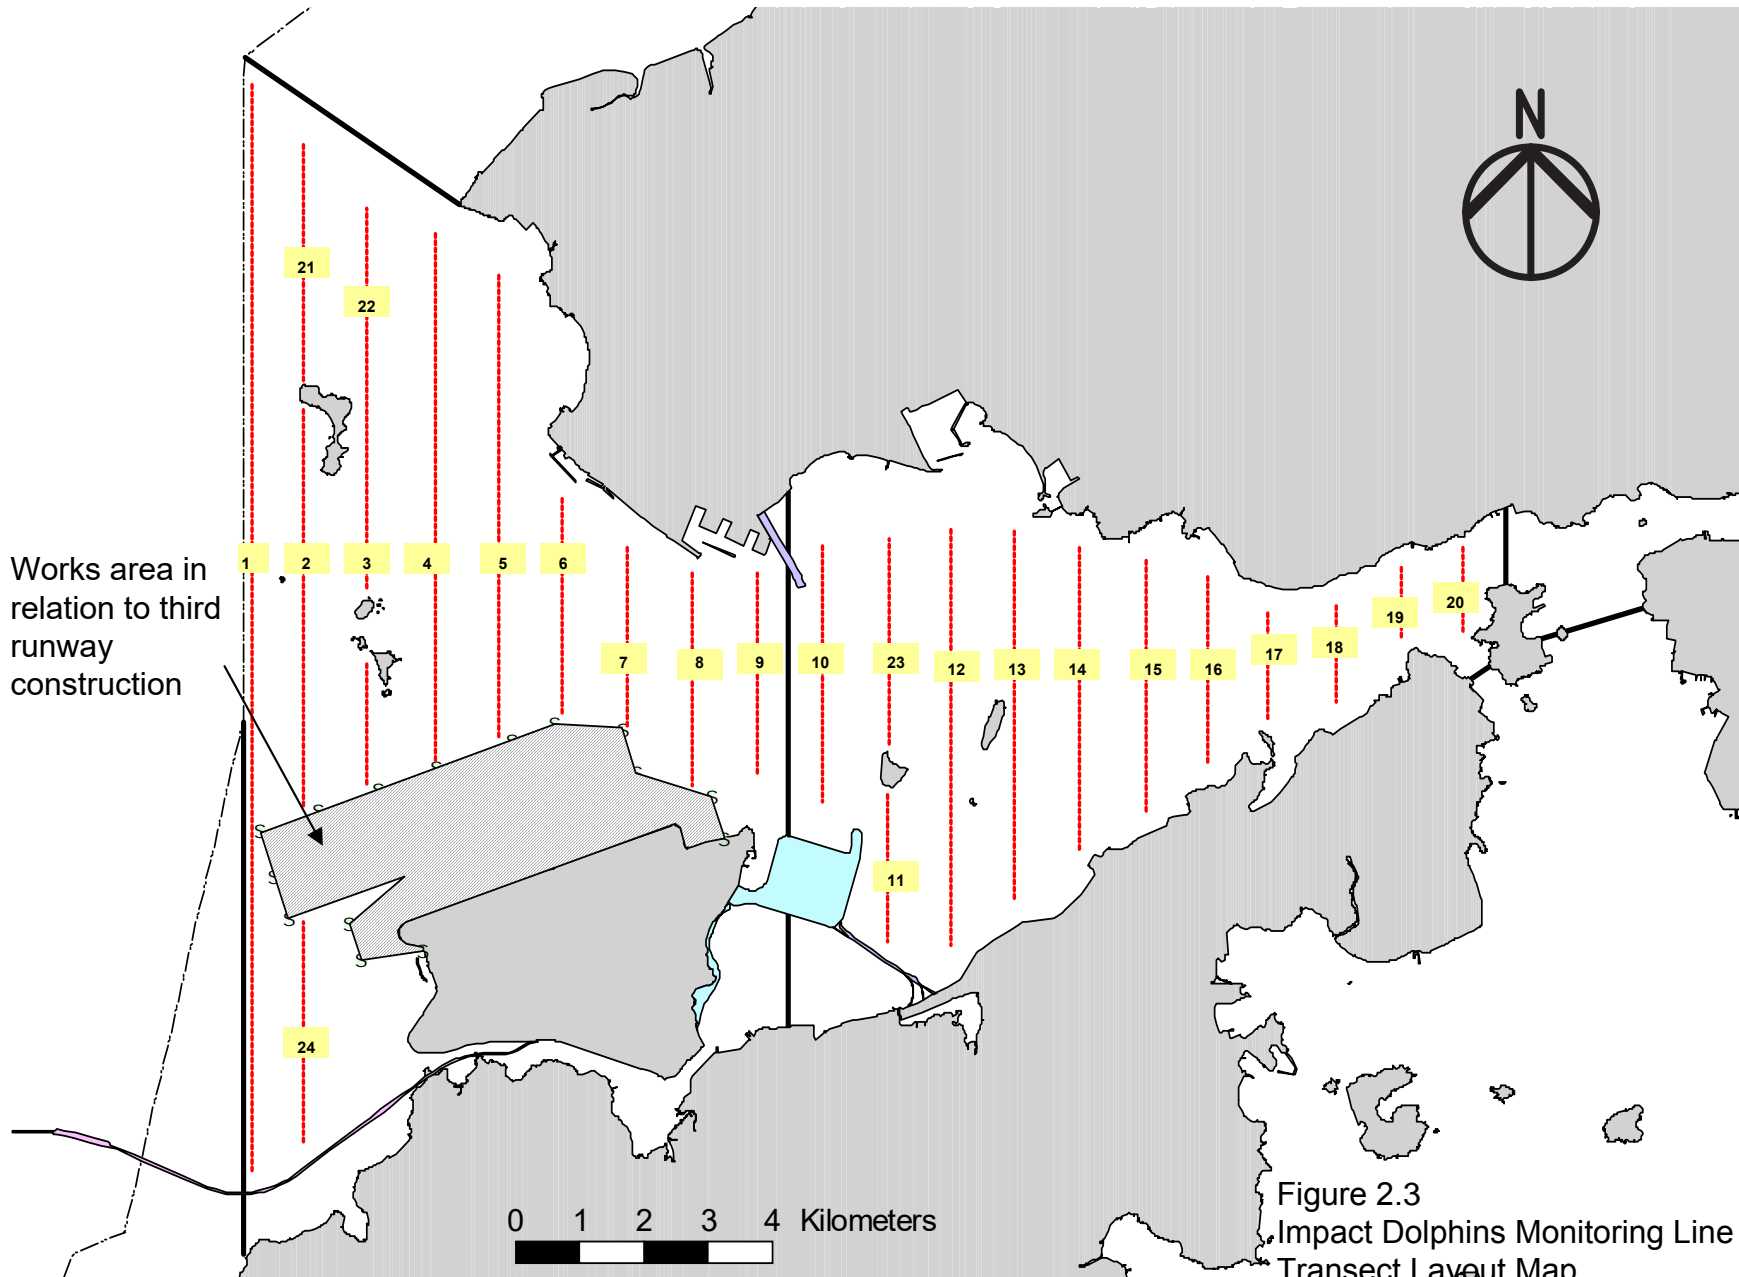 N
21
22
1
2
3
4
5
6
Works area in
relation to third
runway
construction
7
8
9
10
23
12
13
14
15
16
17
18
19
20
11
24
0 1 2 3 4 Kilometers
Figure 2.3
Impact Dolphins Monitoring Line
Transect Layout Map